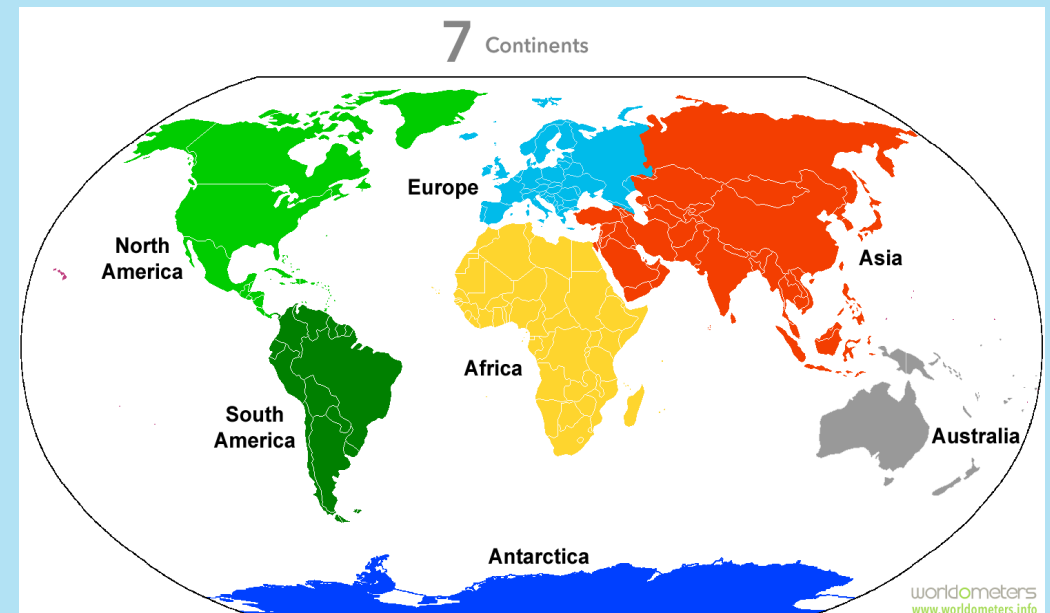 7 Continents
Europe
North
America
Asia
Africa
South
America
Australia
Antarctica
worldometers
www.worldometers.info